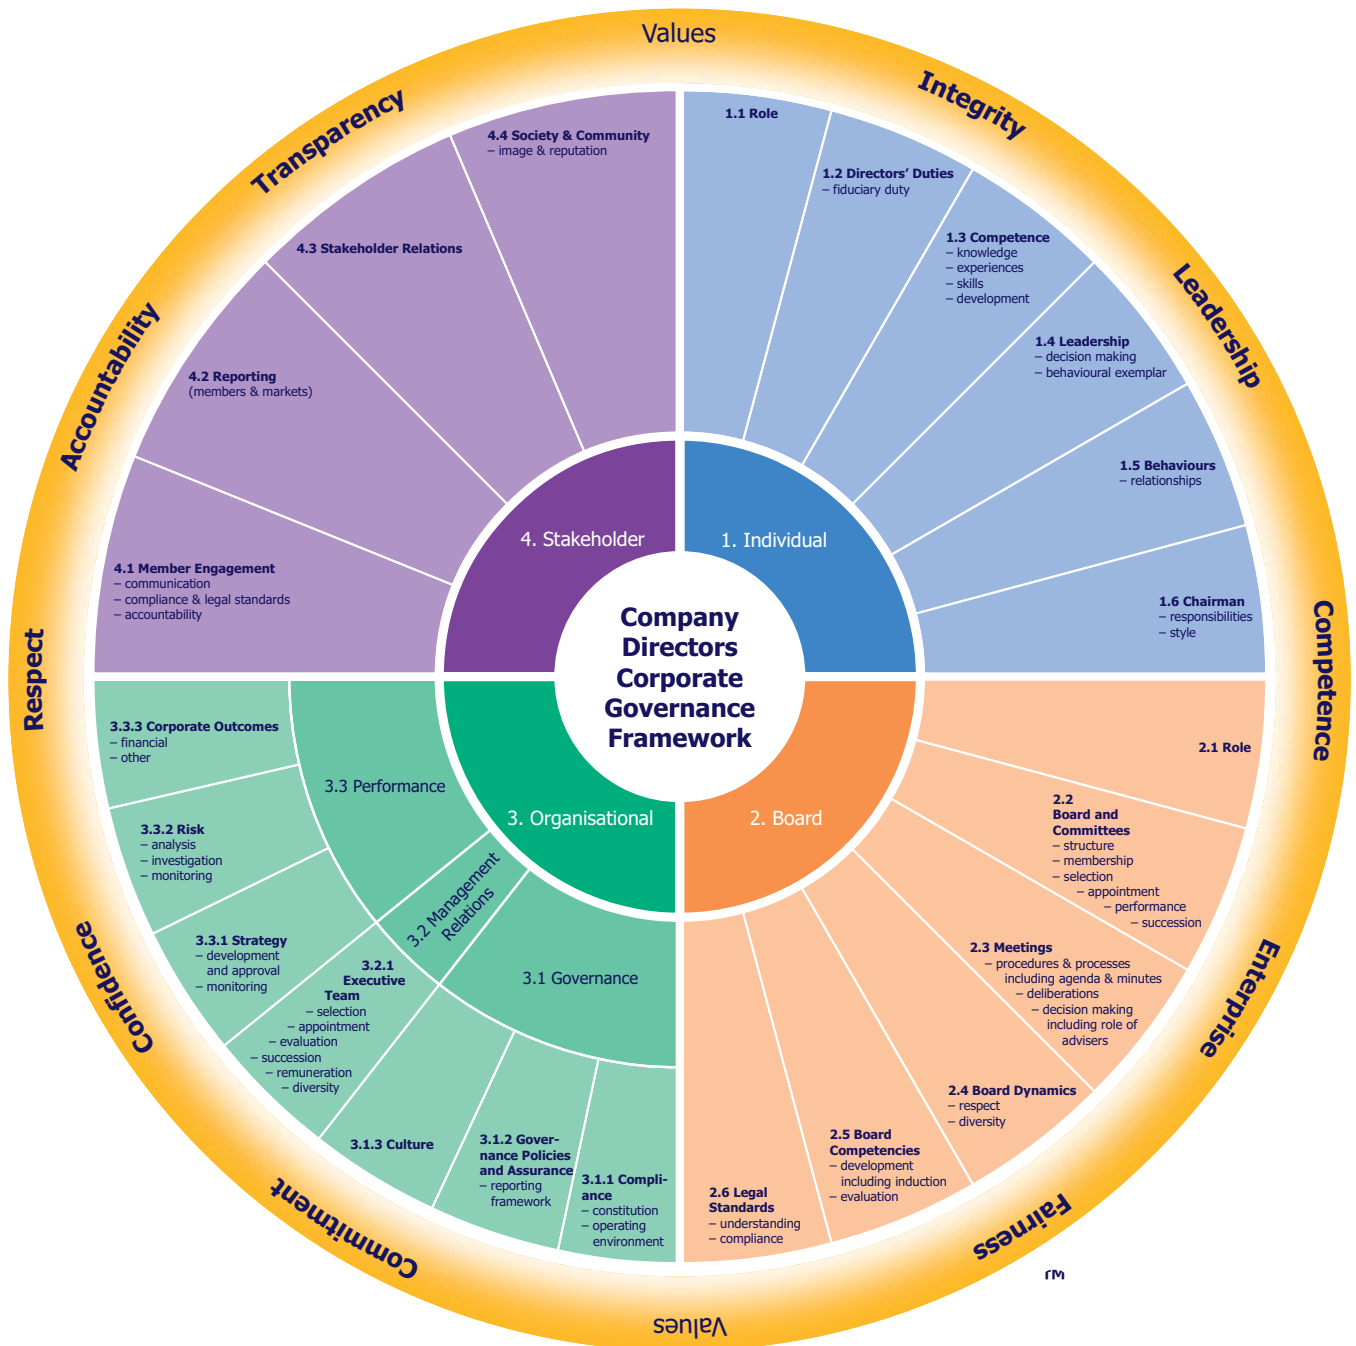 Values
Integrity
Leadership
Competence
Enterprise
Fairness
Values
Commitment
Confidence
Respect
Accountability
Transparency
Company
Directors
Corporate
Governance
Framework
1. Individual
1.1 Role
1.2 Directors’ Duties
– fiduciary duty
1.3 Competence
– knowledge
– experiences
– skills
– development
1.4 Leadership
– decision making
– behavioural exemplar
1.5 Behaviours
– relationships
1.6 Chairman
– responsibilities
– style
2. Board
2.1 Role
2.2
Board and
Committees
– structure
– membership
– selection
– appointment
– performance
– succession
2.3 Meetings
– procedures & processes
including agenda & minutes
– deliberations
– decision making
including role of
advisers
2.4 Board Dynamics
– respect
– diversity
2.5 Board
Competencies
– development
including induction
– evaluation
2.6 Legal
Standards
– understanding
– compliance
3. Organisational
3.1 Governance
3.1.1 Compli-
ance
– constitution
– operating
environment
3.1.2 Gover-
nance Policies
and Assurance
– reporting
framework
3.1.3 Culture
3.2 Management
Relations
3.2.1
Executive
Team
– selection
– appointment
– evaluation
– succession
– remuneration
– diversity
3.3 Performance
3.3.1 Strategy
– development
and approval
– monitoring
3.3.2 Risk
– analysis
– investigation
– monitoring
3.3.3 Corporate Outcomes
– financial
– other
4. Stakeholder
4.1 Member Engagement
– communication
– compliance & legal standards
– accountability
4.2 Reporting
(members & markets)
4.3 Stakeholder Relations
4.4 Society & Community
– image & reputation